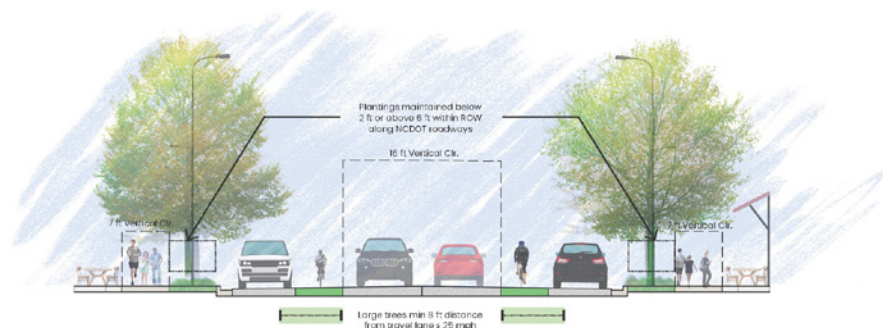 Plantings maintained below
2 ft or above 6 ft within ROW
along NCDOT roadways
16 ft Vertical Clr.
7 ft Vertical Clr.
7 ft Vertical Clr.
Large trees min 8 ft distance
from travel lane ≤ 25 mph